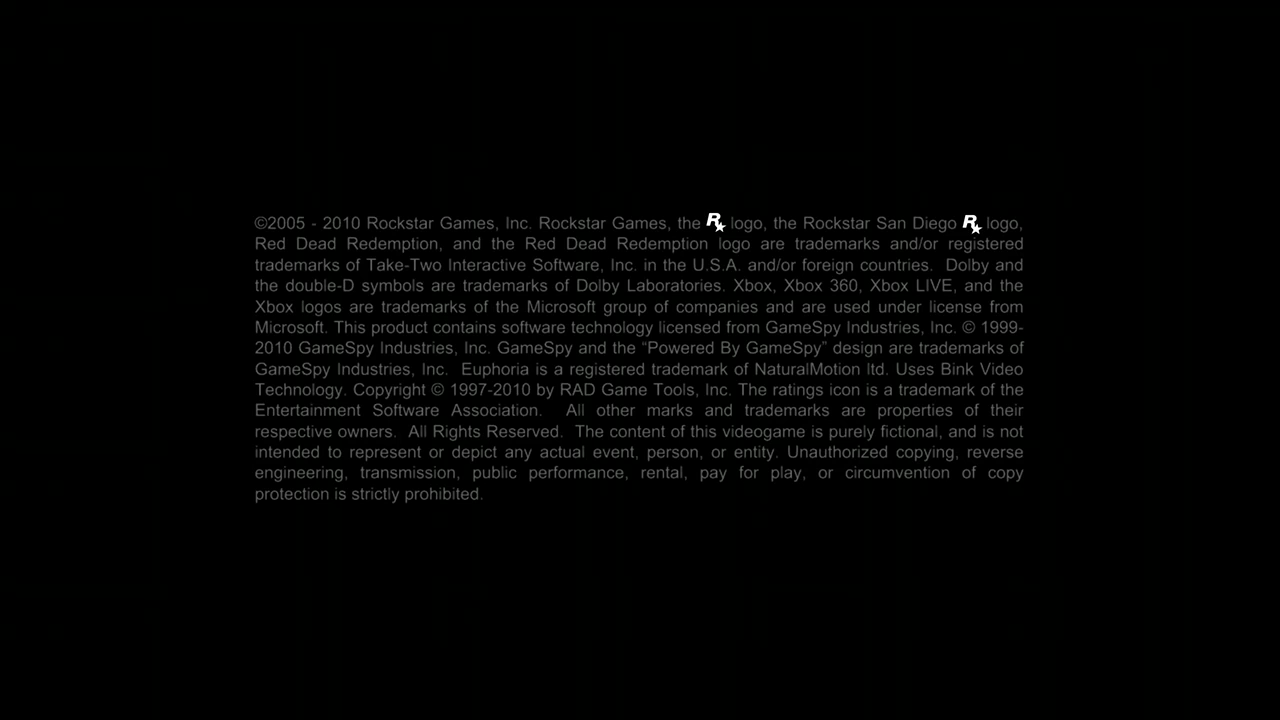 ©2005 - 2010 Rockstar Games, Inc. Rockstar Games, the R logo, the Rockstar San Diego R logo,
Red Dead Redemption, and the Red Dead Redemption logo are trademarks and/or registered
trademarks of Take-Two Interactive Software, Inc. in the U.S.A. and/or foreign countries. Dolby and
the double-D symbols are trademarks of Dolby Laboratories. Xbox, Xbox 360, Xbox LIVE, and the
Xbox logos are trademarks of the Microsoft group of companies and are used under license from
Microsoft. This product contains software technology licensed from GameSpy Industries, Inc. © 1999-
2010 GameSpy Industries, Inc. GameSpy and the “Powered By GameSpy” design are trademarks of
GameSpy Industries, Inc. Euphoria is a registered trademark of NaturalMotion ltd. Uses Bink Video
Technology. Copyright © 1997-2010 by RAD Game Tools, Inc. The ratings icon is a trademark of the
Entertainment Software Association. All other marks and trademarks are properties of their
respective owners. All Rights Reserved. The content of this videogame is purely fictional, and is not
intended to represent or depict any actual event, person, or entity. Unauthorized copying, reverse
engineering, transmission, public performance, rental, pay for play, or circumvention of copy
protection is strictly prohibited.